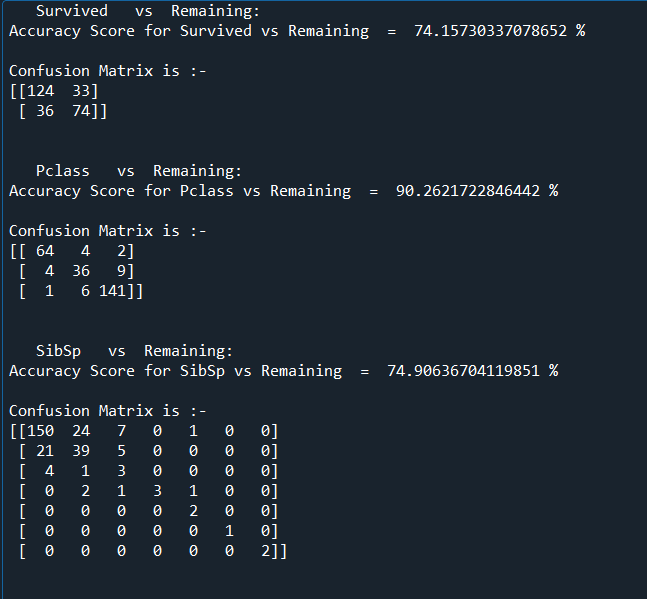 Survived vs Remaining:
Accuracy Score for Survived vs Remaining = 74.15730337078652 %
Confusion Matrix is :-
[[124 33]
[ 36 74]]
Pclass vs Remaining:
Accuracy Score for Pclass vs Remaining = 90.2621722846442 %
Confusion Matrix is :-
[[ 64 4 2]
[ 4 36 9]
[ 1 6 141]]
SibSp vs Remaining:
Accuracy Score for SibSp vs Remaining = 74.90636704119851 %
Confusion Matrix is :-
[[150 24 7 0 1 0 0]
[ 21 39 5 0 0 0 0]
[ 4 1 3 0 0 0 0]
[ 0 2 1 3 1 0 0]
[ 0 0 0 0 2 0 0]
[ 0 0 0 0 0 1 0]
[ 0 0 0 0 0 0 2]]